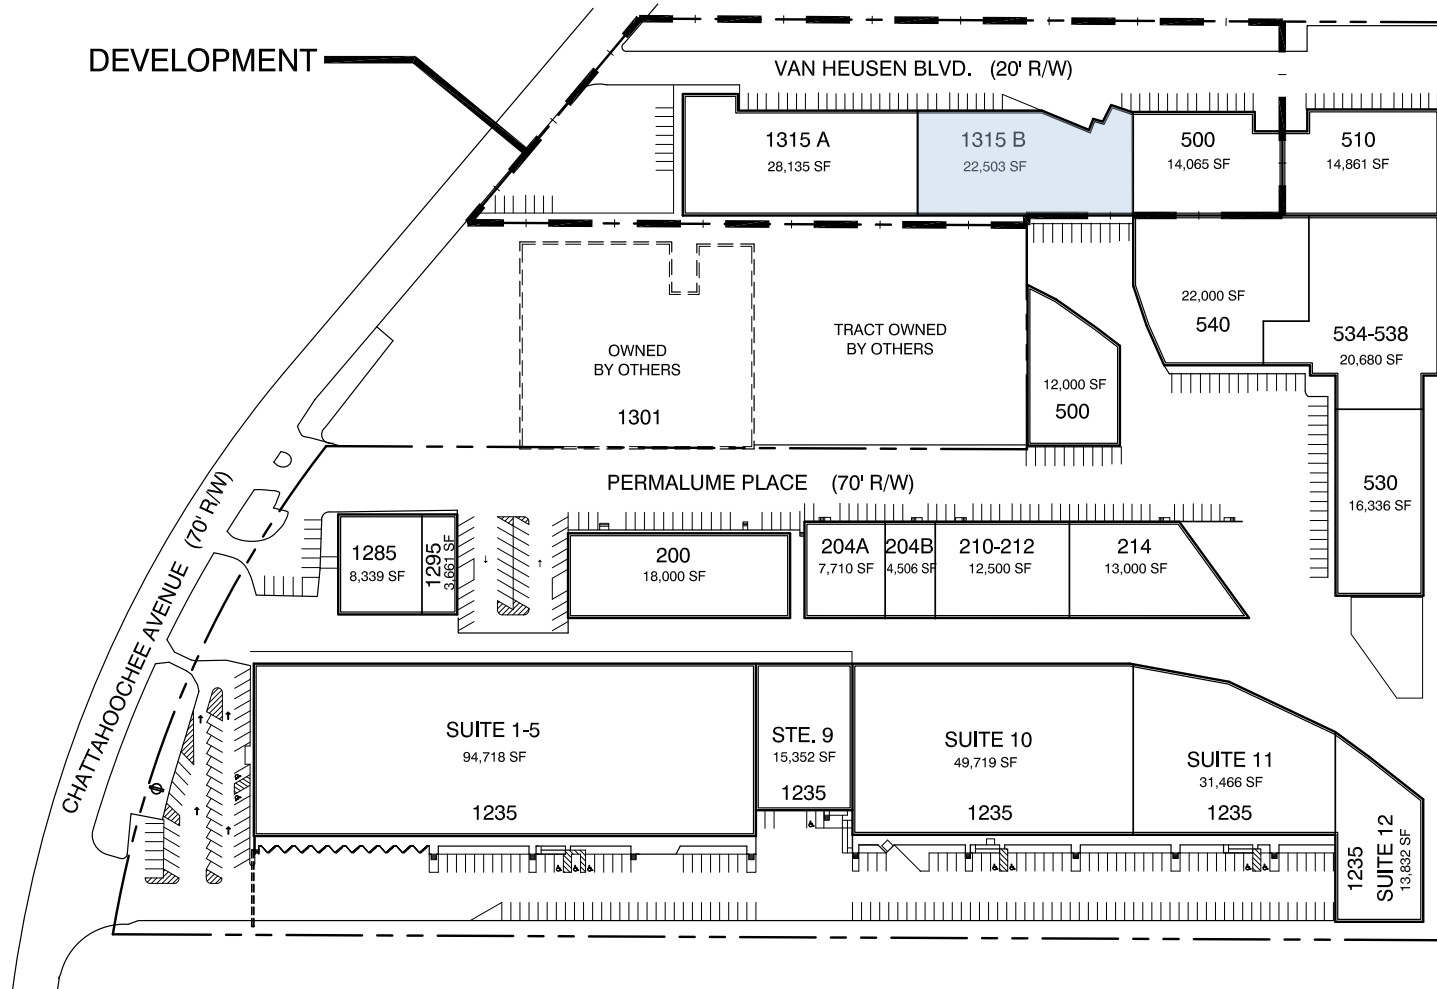 DEVELOPMENT
VAN HEUSEN BLVD. (20' R/W)
1315 A
28,135 SF
1315 B
22,503 SF
500
14,065 SF
510
14,861 SF
22,000 SF
540
534-538
20,680 SF
OWNED
BY OTHERS
1301
TRACT OWNED
BY OTHERS
12,000 SF
500
530
16,336 SF
PERMALUME PLACE (70' R/W)
CHATTAHOOCHEE AVENUE (70' R/W)
1285
8,339 SF
1295
3,661 SF
200
18,000 SF
204A
7,710 SF
204B
4,506 SF
210-212
12,500 SF
214
13,000 SF
SUITE 1-5
94,718 SF
1235
STE. 9
15,352 SF
1235
SUITE 10
49,719 SF
1235
SUITE 11
31,466 SF
1235
1235
SUITE 12
13,832 SF